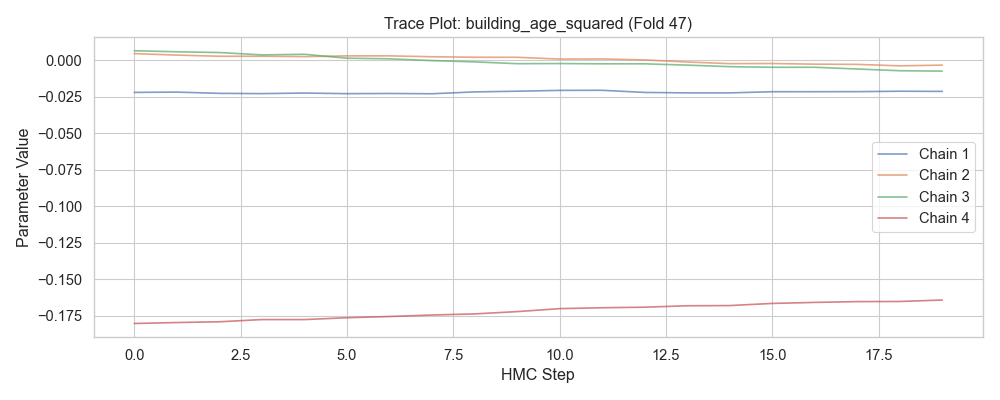 Trace Plot: building_age_squared (Fold 47)
Parameter Value
0.000
−0.025
−0.050
−0.075
−0.100
−0.125
−0.150
−0.175
Chain 1
Chain 2
Chain 3
Chain 4
0.0 2.5 5.0 7.5 10.0 12.5 15.0 17.5
HMC Step